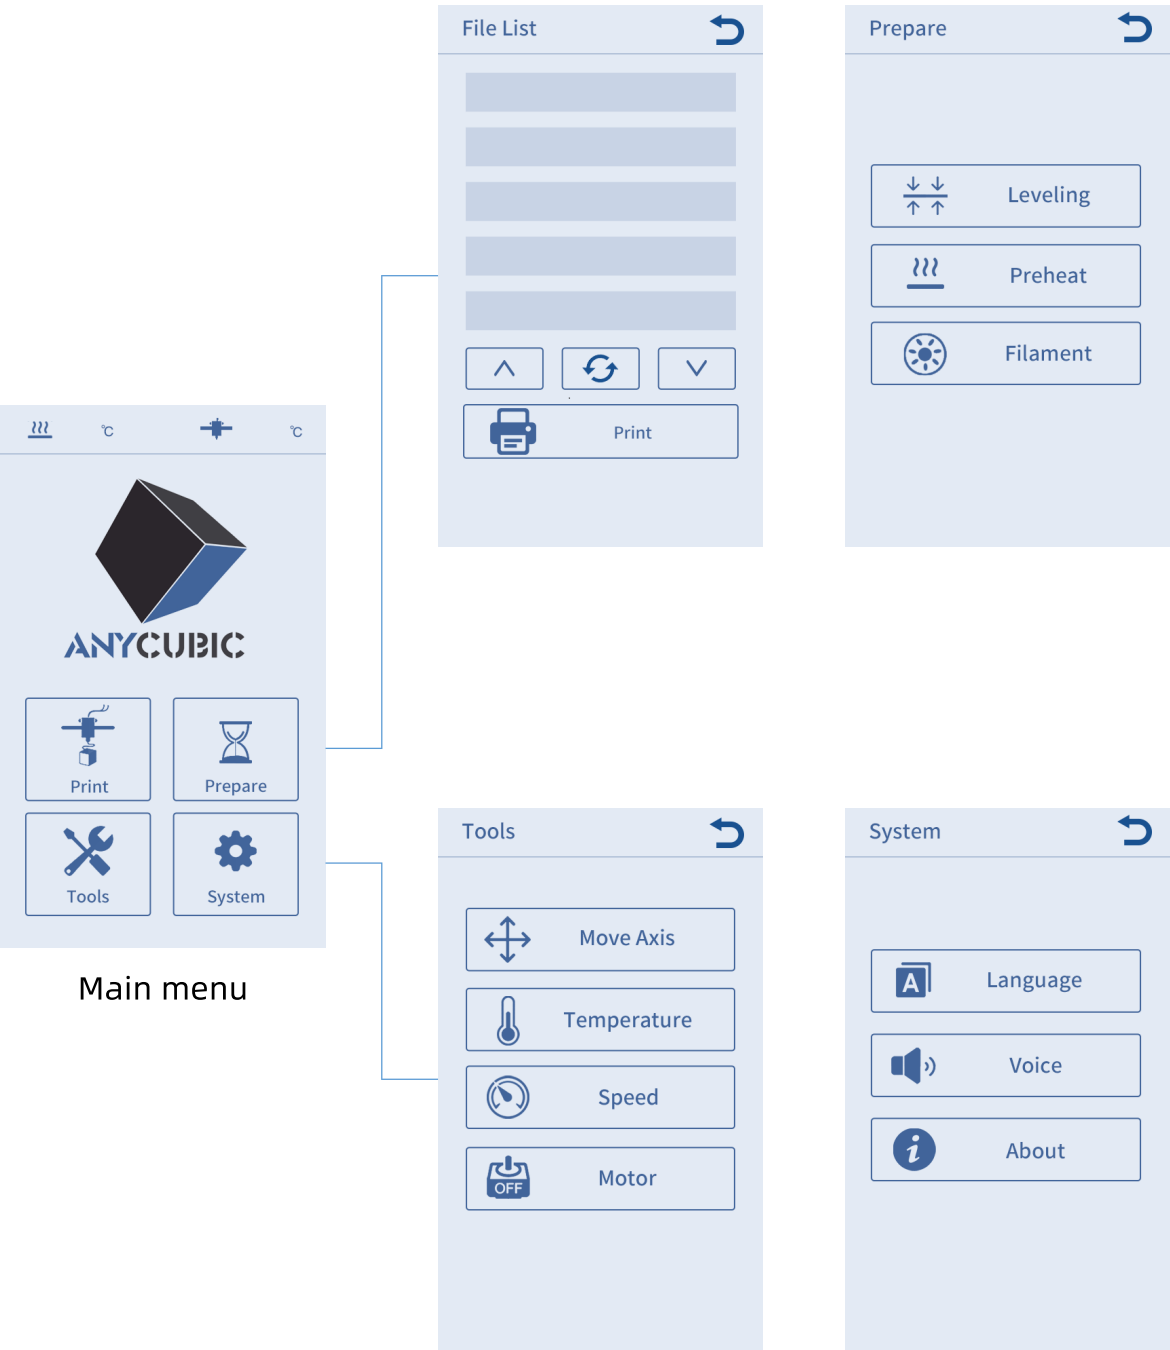 File List
Print
Prepare
Leveling
Preheat
Filament
℃
℃
ANYCUBIC
Print
Prepare
Tools
System
Main menu
Tools
Move Axis
Temperature
Speed
OFF
Motor
System
A
Language
Voice
i
About